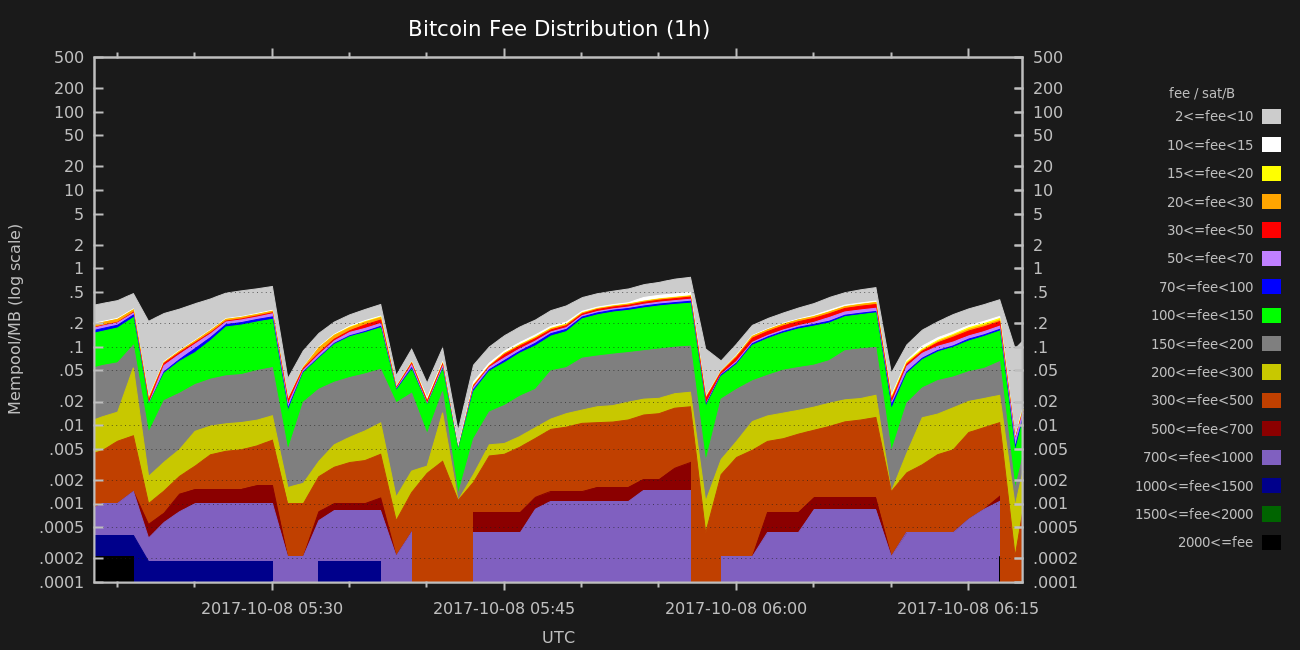 Bitcoin Fee Distribution (1h)
500 500
200 200
100 100
50 50
20 20
10 10
5 5
2 2
1 1
.5 .5
.2 .2
.1 .1
.05 .05
.02 .02
.01 .01
.005 .005
.002 .002
.001 .001
.0005 .0005
.0002 .0002
.0001 .0001
Mempool/MB (log scale)
2017-10-08 05:30 2017-10-08 05:45 2017-10-08 06:00 2017-10-08 06:15
UTC
fee / sat/B
2<=fee<10
10<=fee<15
15<=fee<20
20<=fee<30
30<=fee<50
50<=fee<70
70<=fee<100
100<=fee<150
150<=fee<200
200<=fee<300
300<=fee<500
500<=fee<700
700<=fee<1000
1000<=fee<1500
1500<=fee<2000
2000<=fee